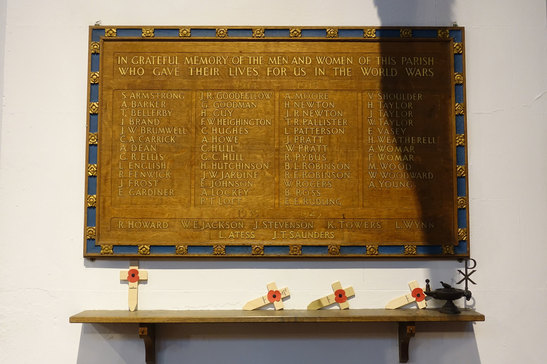 IN GRATEFUL MEMORY OF THE MEN AND WOMEN OF THIS PARISH
WHO GAVE THEIR LIVES FOR US IN THE WORLD WARS
S. ARMSTRONG
A. BARKER
T. BELLERBY
J. BRAND
J. W. BRUMWELL
C. A. CARRICK
A. DEAN
G. R. ELLIS
J. ENGLISH
R. FENWICK
J. FROST
E. GARDINER
J. R. GOODFELLOW
G. GOODMAN
H. GUY
F. W. HEIGHINGTON
C. HUGHES
A. HOWE
C. HULL
G. C. HULL
H. HUTCHINSON
J. W. JARDINE
E. JOHNSON
A. LOCKEY
A. MOORE
H. NEWTON
J. R. NEWTON
T. R. PALLISTER
L. PATTERSON
J. PRATT
W. PRATT
R. PYBUS
B. L. ROBINSON
R. F. ROBINSON
W. ROGERS
R. ROSS
SHOULDER
H. TAYLOR
J. TAYLOR
W. TAYLOR
E. VASEY
H. WEATHERELL
A. WOMAR
F. WOMAR
M. WOOD
W. WOODWARD
A. YOUNG
R. HOWARD W. E. JACKSON J. STEVENSON K. TOWERS L. WYNN
L. ATESS J. T. SAUNDERS